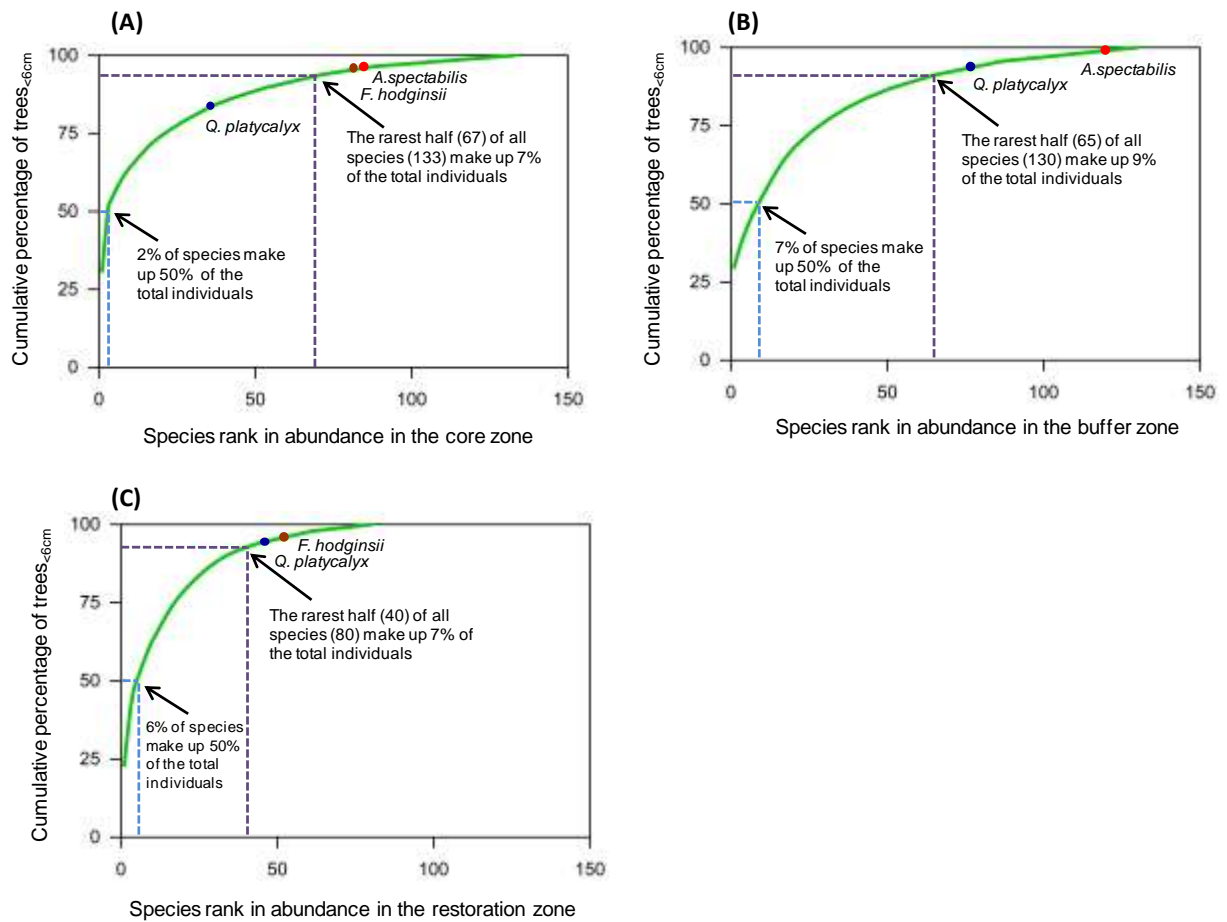 (A)
Cumulative percentage of trees<6cm
100
75
50
25
0
A.spectabilis
F. hodginsii
Q. platycalyx
The rarest half (67) of all
species (133) make up 7%
of the total individuals
2% of species make
up 50% of the
total individuals
0 50 100 150
Species rank in abundance in the core zone
(B)
Cumulative percentage of trees<6cm
100
75
50
25
0
A.spectabilis
Q. platycalyx
The rarest half (65) of all
species (130) make up 9%
of the total individuals
7% of species make
up 50% of the
total individuals
0 50 100 150
Species rank in abundance in the buffer zone
(C)
Cumulative percentage of trees<6cm
100
75
50
25
0
F. hodginsii
Q. platycalyx
The rarest half (40) of all
species (80) make up 7% of
the total individuals
6% of species
make up 50%
of the total
individuals
0 50 100 150
Species rank in abundance in the restoration zone